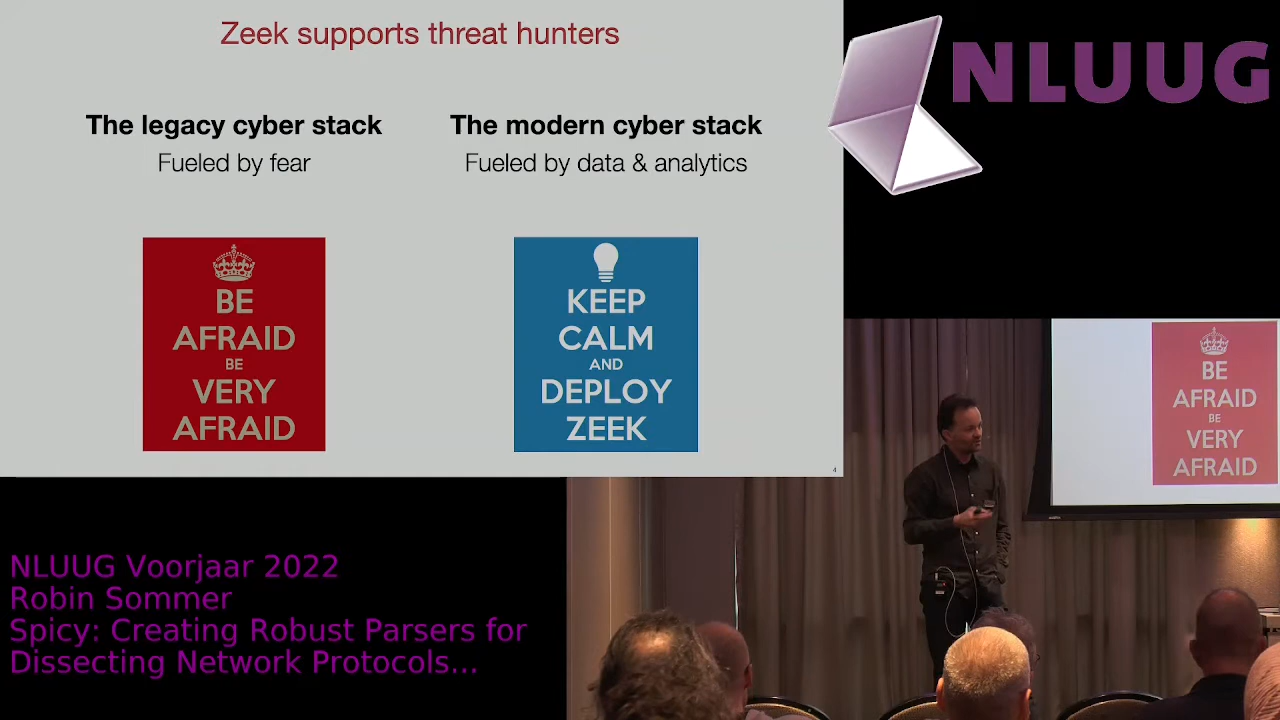 Zeek supports threat hunters
The legacy cyber stack
Fueled by fear
The modern cyber stack
Fueled by data & analytics
BE
AFRAID
BE
VERY
AFRAID
KEEP
CALM
AND
DEPLOY
ZEEK
4
NLUUG
BE
AFRAID
BE
VERY
AFRAID
NLUUG Voorjaar 2022
Robin Sommer
Spicy: Creating Robust Parsers for
Dissecting Network Protocols...